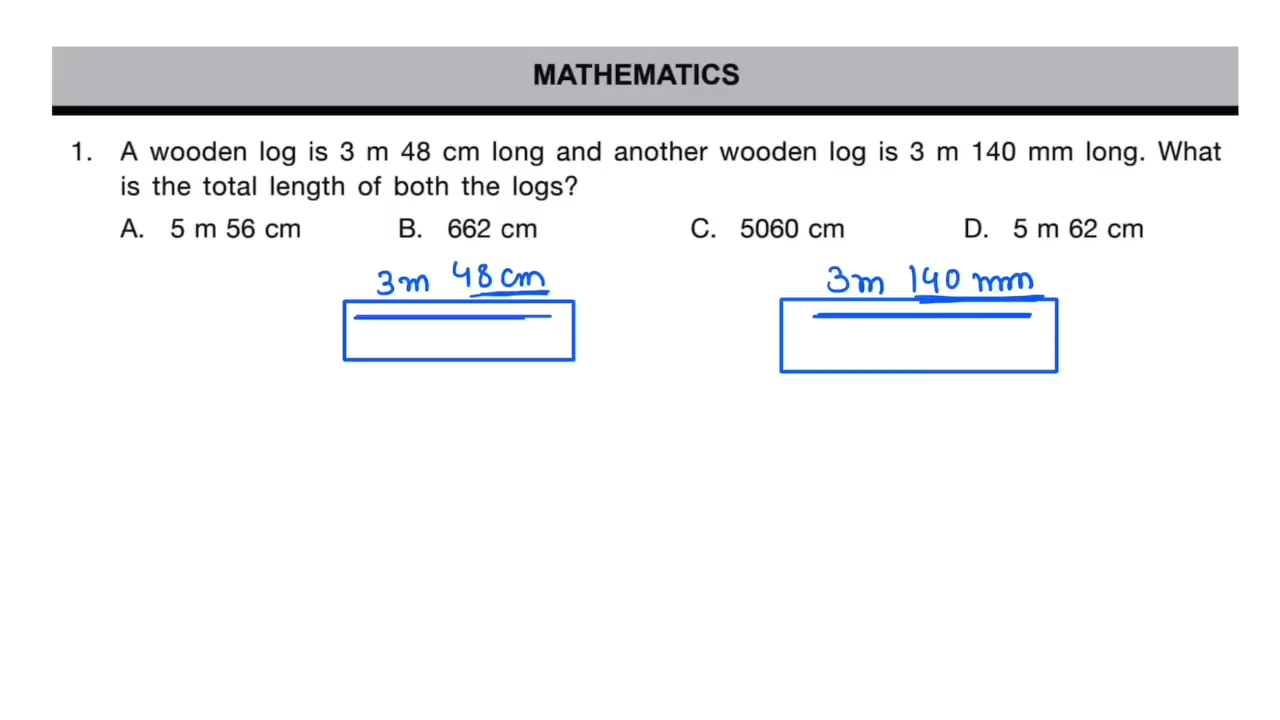 MATHEMATICS
1. A wooden log is 3 m 48 cm long and another wooden log is 3 m 140 mm long. What
is the total length of both the logs?
A. 5 m 56 cm B. 662 cm C. 5060 cm D. 5 m 62 cm
3m 48 cm 3m 140 mm